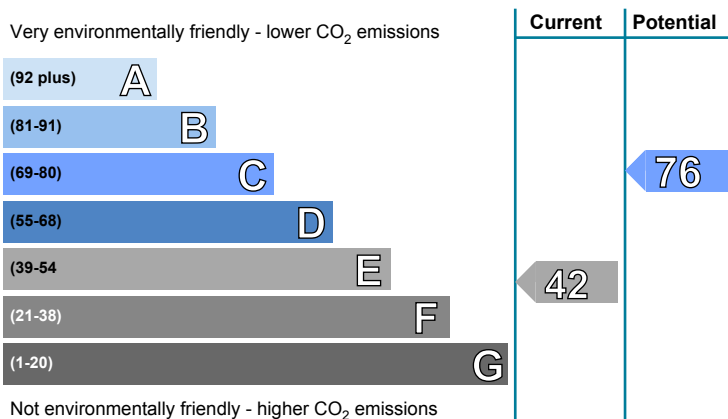 Current Potential
Very environmentally friendly - lower CO2 emissions
(92 plus) A
(81-91) B
(69-80) C
76
(55-68) D
(39-54 E
42
(21-38) F
(1-20) G
Not environmentally friendly - higher CO2 emissions